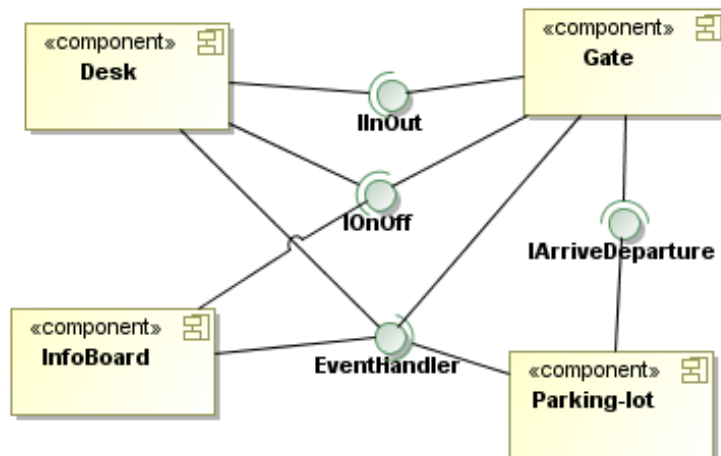 «component»
Desk
«component»
Gate
IInOut
IOnOff
IArriveDeparture
«component»
InfoBoard
EventHandler
«component»
Parking-lot